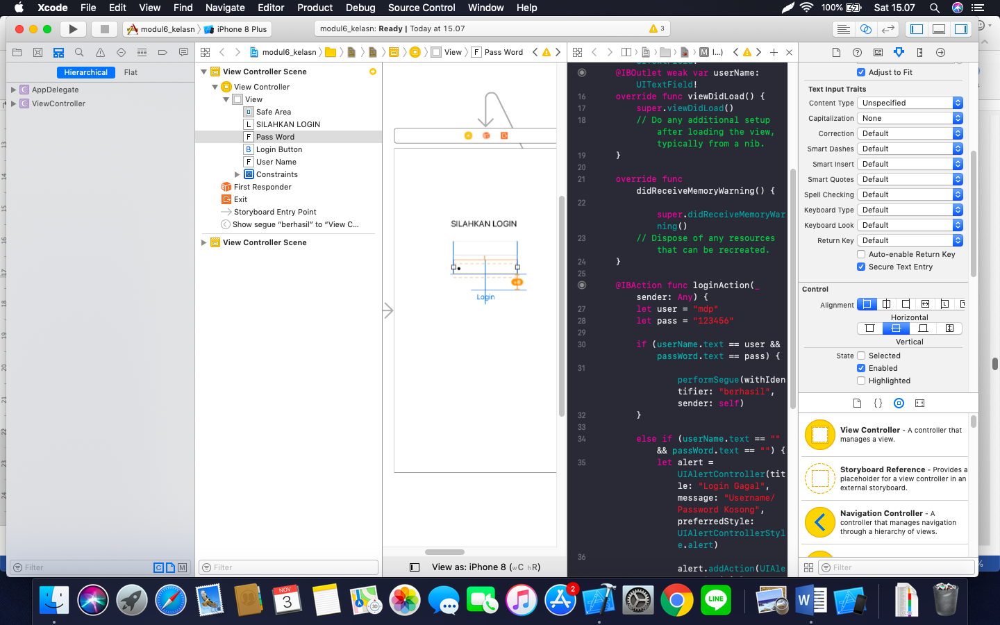 Xcode File Edit View Find Navigate Editor Product Debug Source Control Window Help 100% Sat 15.07
modul6_kelasn iPhone 8 Plus modul6_kelasn: Ready | Today at 15.07 3
modul6_kelasn View F Pass Word
Hierarchical Flat
C AppDelegate
C ViewController
Filter C M
View Controller Scene
View Controller
View
Safe Area
L SILAHKAN LOGIN
F Pass Word
B Login Button
F User Name
Constraints
First Responder
Exit
Storyboard Entry Point
Show segue “berhasil” to “View C...
View Controller Scene
Filter
SILAHKAN LOGIN
Login
View as: iPhone 8 (wC hR)
M I...)
@IBOutlet weak var userName:
UITextField!
16 override func viewDidLoad() {
17 super.viewDidLoad()
18 // Do any additional setup
after loading the view,
typically from a nib.
19 }
20
21 override func
didReceiveMemoryWarning() {
22
super.didReceiveMemoryWar
ning()
23 // Dispose of any resources
that can be recreated.
24 }
25
@IBAction func loginAction(_
sender: Any) {
27 let user = "mdp"
28 let pass = "123456"
29
30 if (userName.text == user &&
passWord.text == pass) {
31
performSegue(withIden
tifier: "berhasil",
sender: self)
32 }
33
34 else if (userName.text == ""
&& passWord.text == "") {
35 let alert =
UIAlertController(tit
le: "Login Gagal",
message: "Username/
Password Kosong",
preferredStyle:
UIAlertControllerStyl
e.alert)
36
alert.addAction(UIAle
Adjust to Fit
Text Input Traits
Content Type Unspecified
Capitalization None
Correction Default
Smart Dashes Default
Smart Insert Default
Smart Quotes Default
Spell Checking Default
Keyboard Type Default
Keyboard Look Default
Return Key Default
Auto-enable Return Key
Secure Text Entry
Control
Alignment
Horizontal
Vertical
State Selected
Enabled
Highlighted
View Controller - A controller that
manages a view.
Storyboard Reference - Provides a
placeholder for a view controller in an
external storyboard.
Navigation Controller - A
controller that manages navigation
through a hierarchy of views.
Filter
NOV
3
2
LINE
W